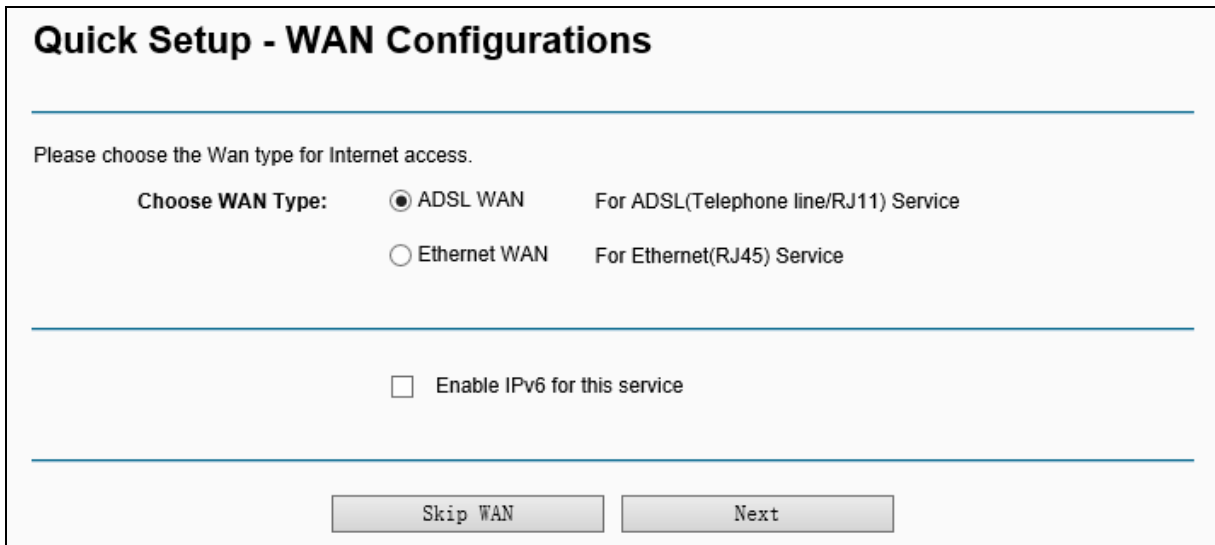 Quick Setup - WAN Configurations
Please choose the Wan type for Internet access.
Choose WAN Type: ADSL WAN For ADSL(Telephone line/RJ11) Service
Ethernet WAN For Ethernet(RJ45) Service
Enable IPv6 for this service
Skip WAN Next